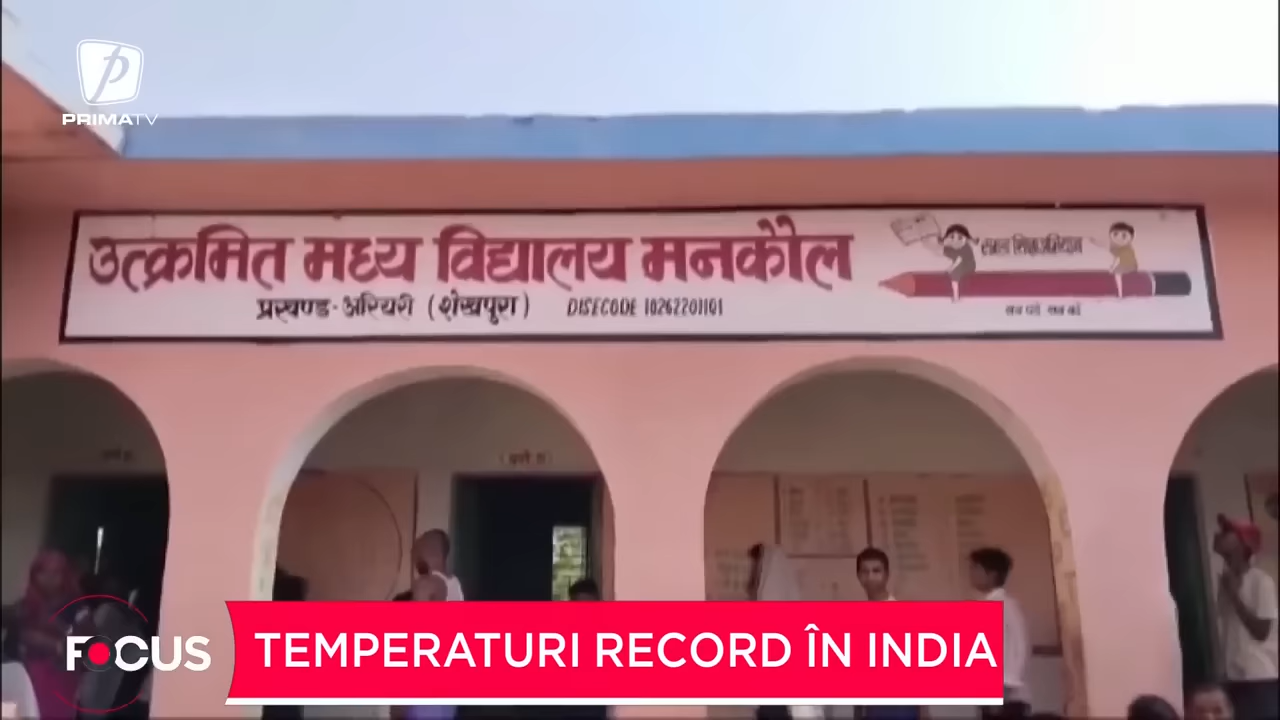 PRIMATV
उत्क्रमित मध्य विद्यालय मनकौल
प्रखण्ड-अरियरी (शेखपुरा) DISECODE 10262201101
FOCUS
TEMPERATURI RECORD ÎN INDIA